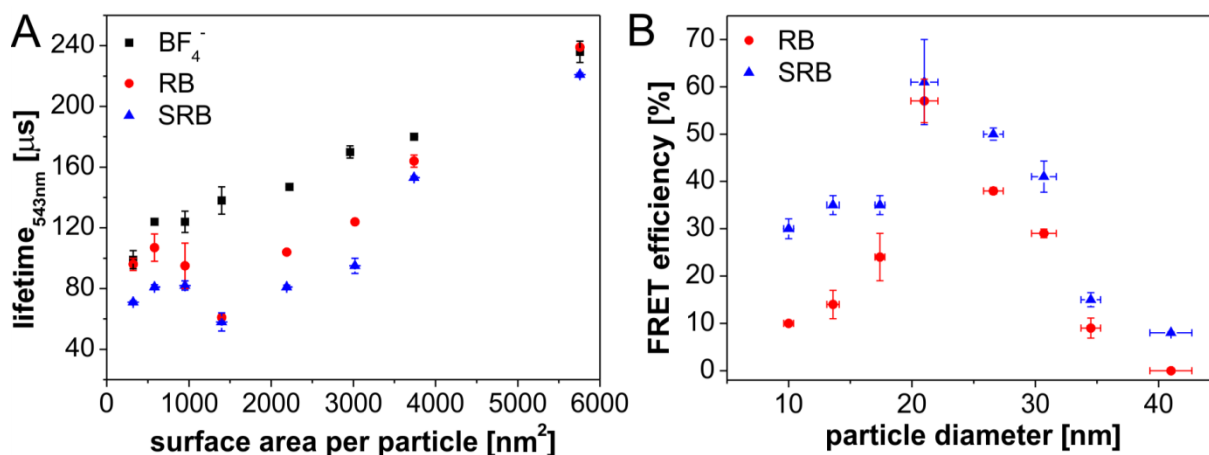 A
BF₄⁻
RB
SRB
lifetime₅₄₃ₙₘ [µs]
240
200
160
120
80
40
0 1000 2000 3000 4000 5000 6000
surface area per particle [nm²]
B
RB
SRB
FRET efficiency [%]
70
60
50
40
30
20
10
0
10 20 30 40
particle diameter [nm]